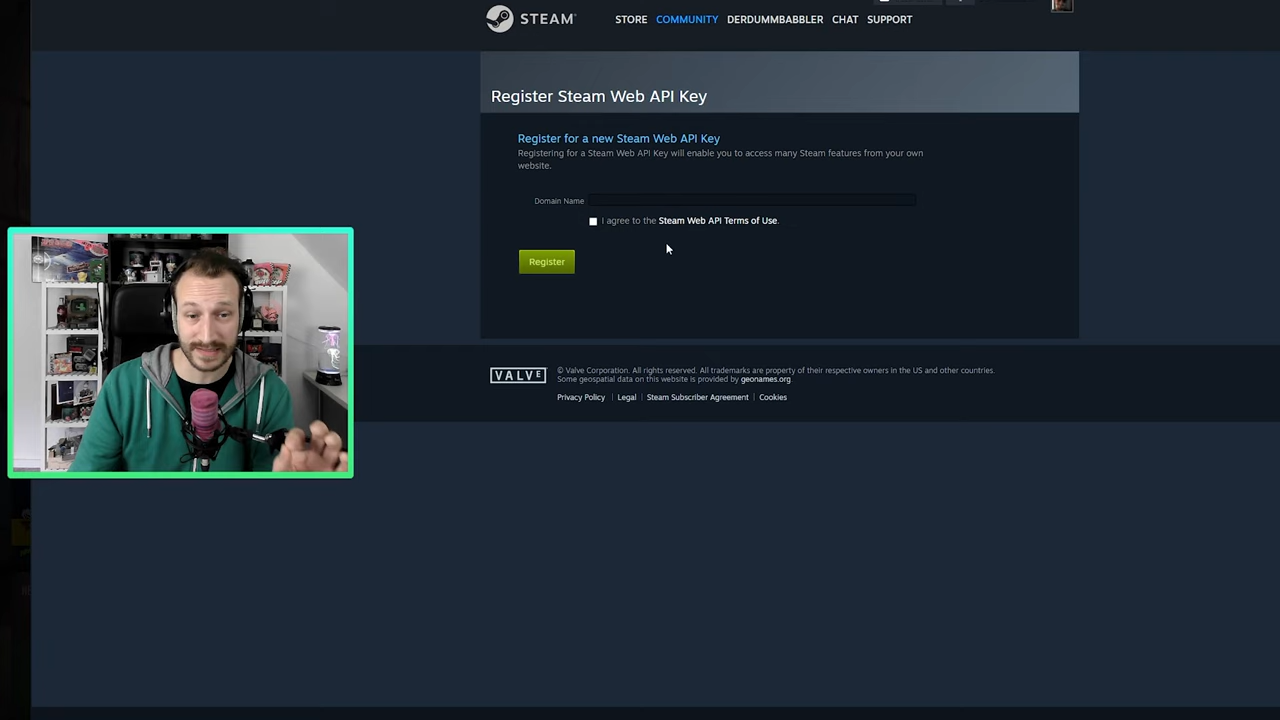 STEAM®
STORE COMMUNITY DERDUMMBABBLER CHAT SUPPORT
Register Steam Web API Key
Register for a new Steam Web API Key
Registering for a Steam Web API Key will enable you to access many Steam features from your own
website.
Domain Name
I agree to the Steam Web API Terms of Use.
Register
VALVE
© Valve Corporation. All rights reserved. All trademarks are property of their respective owners in the US and other countries.
Some geospatial data on this website is provided by geonames.org
Privacy Policy | Legal | Steam Subscriber Agreement | Cookies